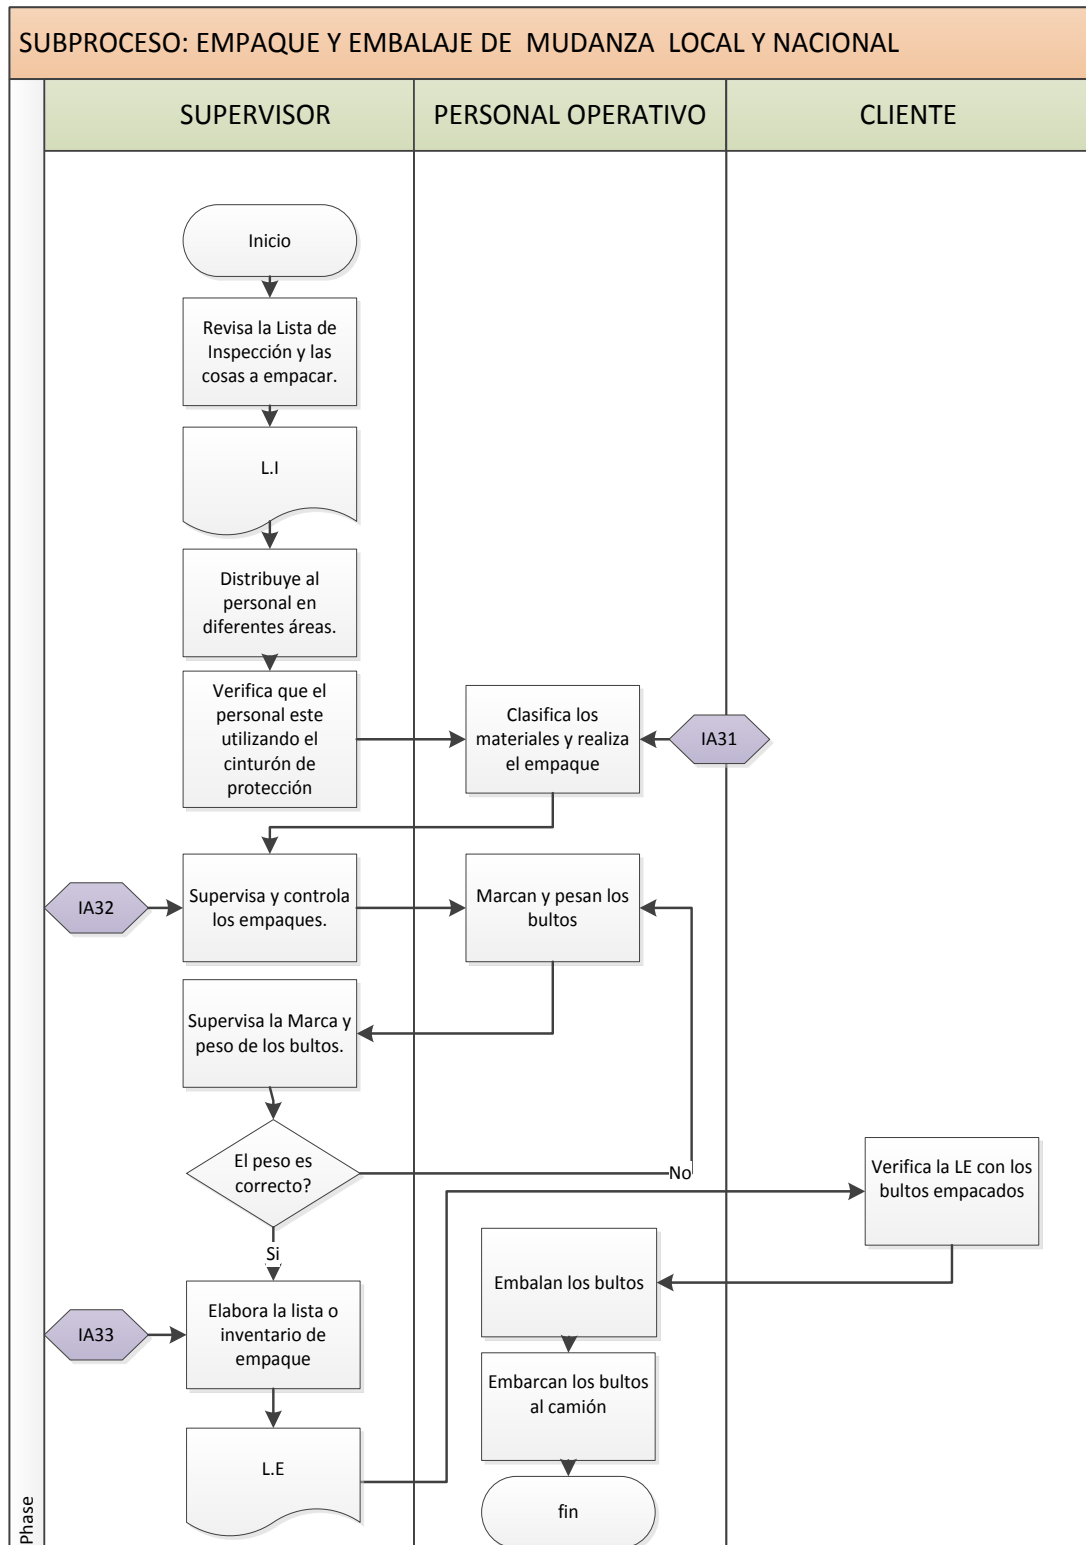 SUBPROCESO: EMPAQUE Y EMBALAJE DE MUDANZA LOCAL Y NACIONAL
SUPERVISOR
PERSONAL OPERATIVO
CLIENTE
Inicio
Revisa la Lista de
Inspección y las
cosas a empacar.
L.I
Distribuye al
personal en
diferentes áreas.
Verifica que el
personal este
utilizando el
cinturón de
protección
Clasifica los
materiales y realiza
el empaque
IA31
IA32
Supervisa y controla
los empaques.
Marcan y pesan los
bultos
Supervisa la Marca y
peso de los bultos.
El peso es
correcto?
No
Si
Verifica la LE con los
bultos empacados
Embalan los bultos
IA33
Elabora la lista o
inventario de
empaque
Embarcan los bultos
al camión
L.E
fin
Phase